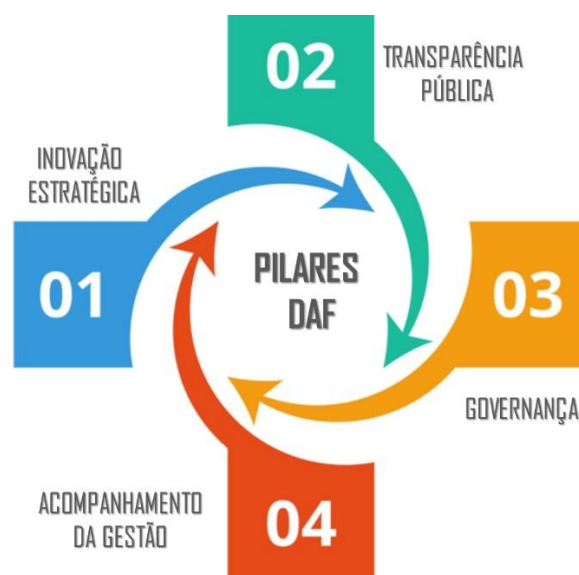 02
TRANSPARÊNCIA
PÚBLICA
INOVAÇÃO
ESTRATÉGICA
01
PILARES
DAF
03
GOVERNANÇA
ACOMPANHAMENTO
DA GESTÃO
04